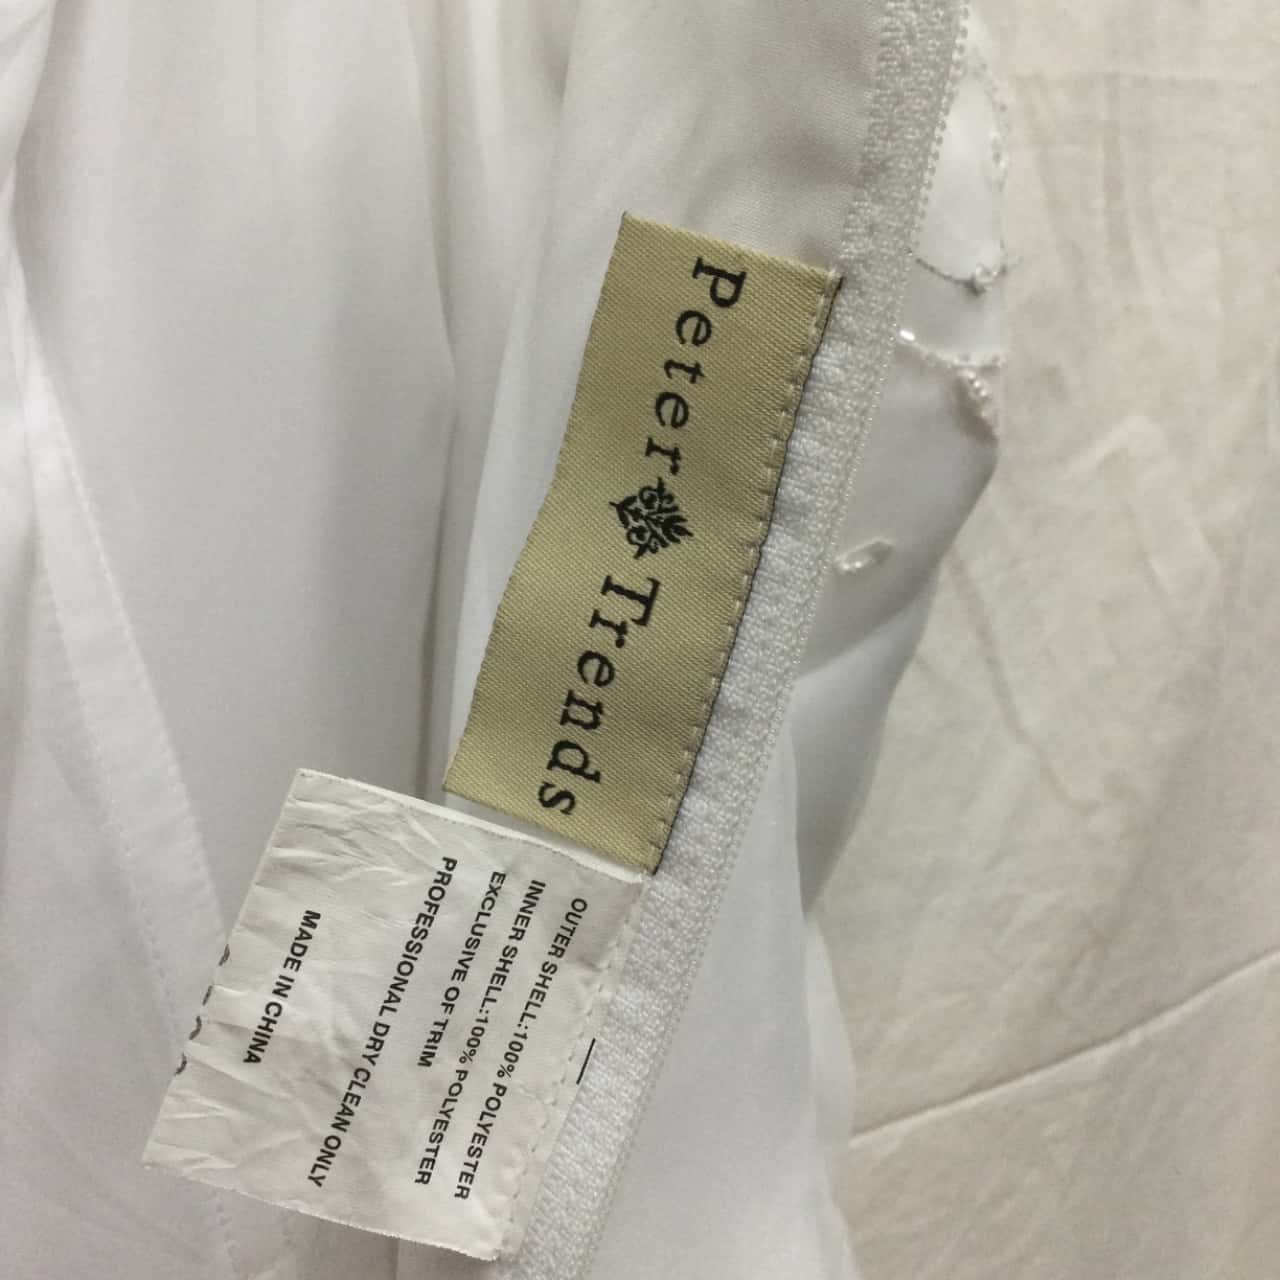 Peter Trends
OUTER SHELL:100% POLYESTER
INNER SHELL:100% POLYESTER
EXCLUSIVE OF TRIM
PROFESSIONAL DRY CLEAN ONLY
MADE IN CHINA